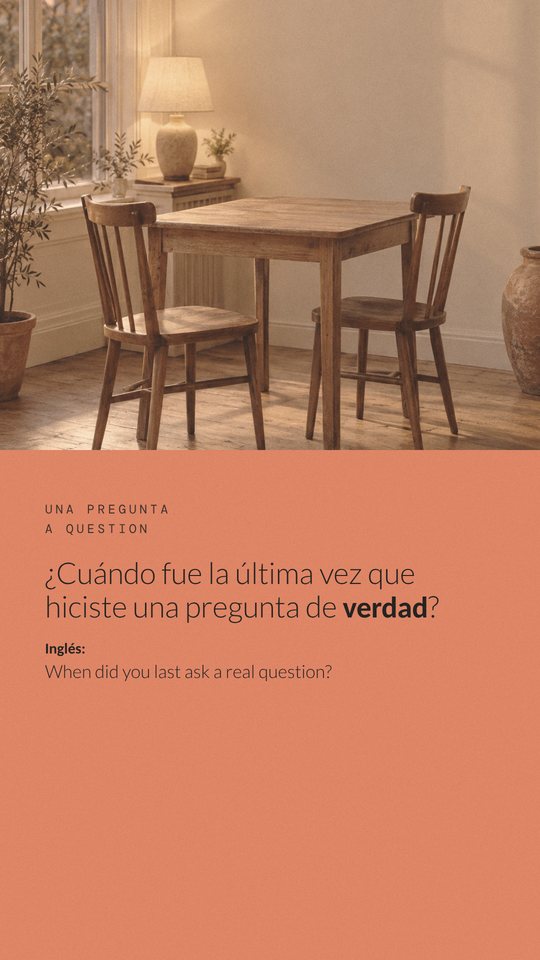 UNA PREGUNTA
A QUESTION
¿Cuándo fue la última vez que
hiciste una pregunta de verdad?
Inglés:
When did you last ask a real question?